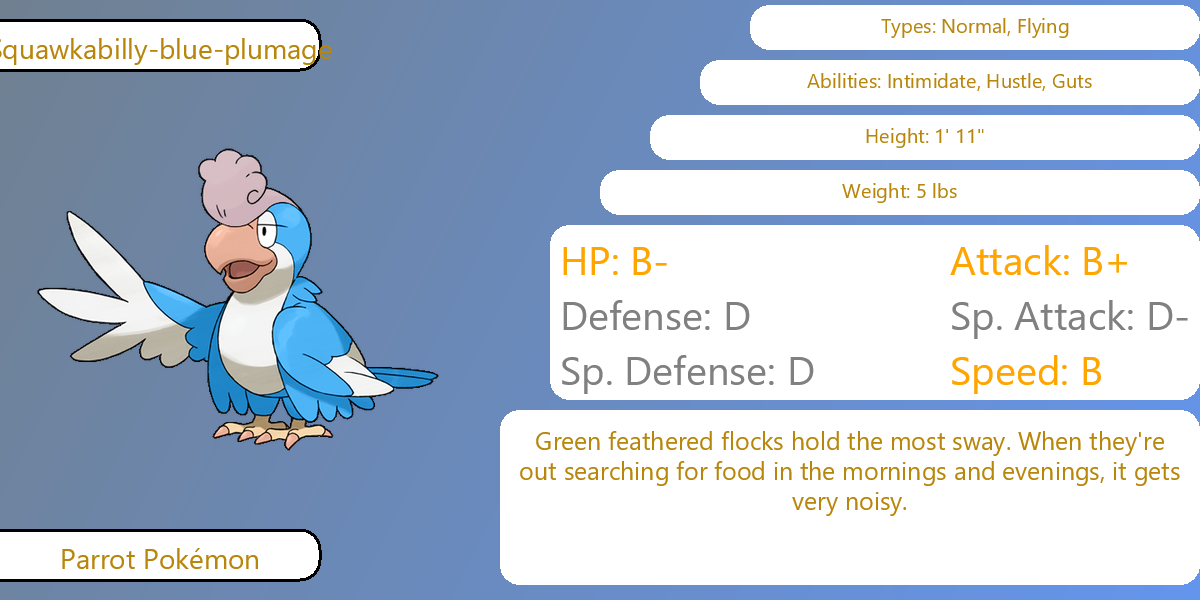 Squawkabilly-blue-plumage
Types: Normal, Flying
Abilities: Intimidate, Hustle, Guts
Height: 1' 11"
Weight: 5 lbs
HP: B-
Attack: B+
Defense: D
Sp. Attack: D-
Sp. Defense: D
Speed: B
Green feathered flocks hold the most sway. When they're
out searching for food in the mornings and evenings, it gets
very noisy.
Parrot Pokémon